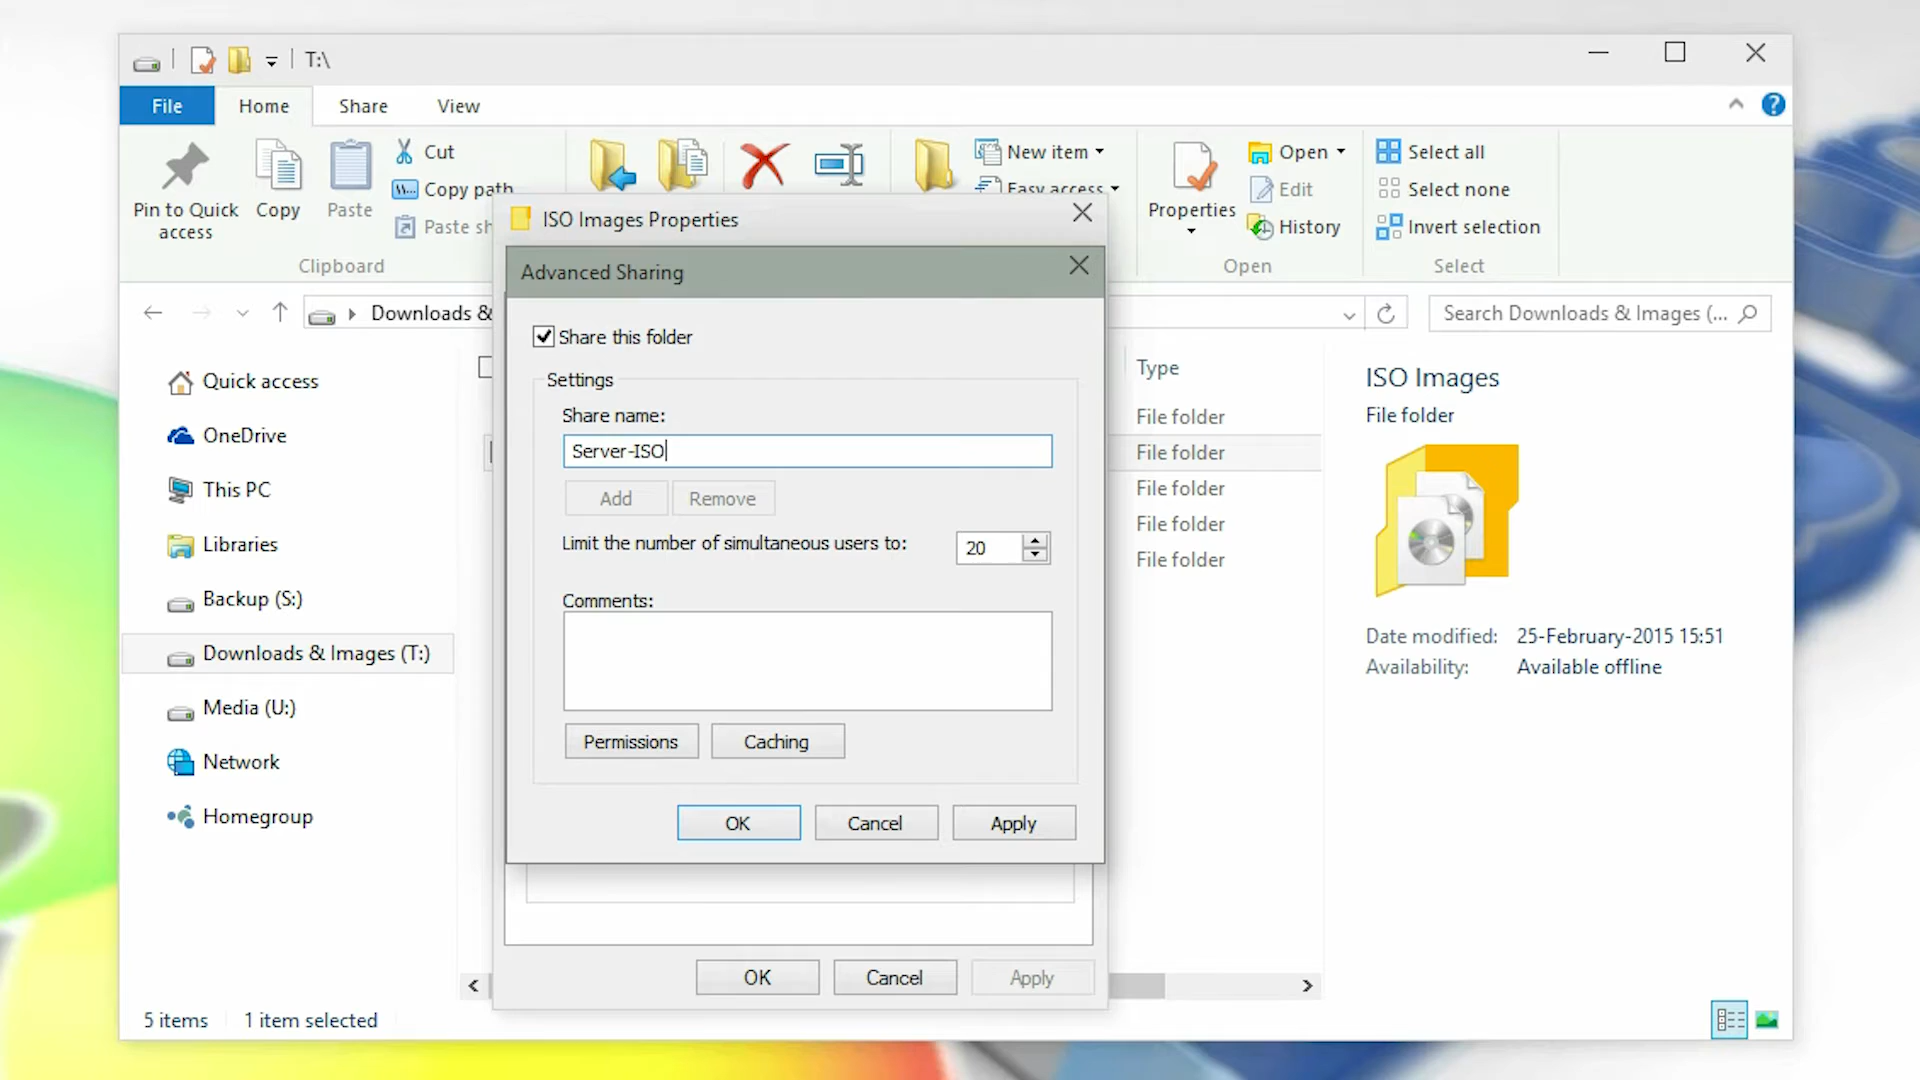 T:\
File
Home
Share
View
Pin to Quick access
Copy
Paste
Cut
Copy path
Paste sh
Clipboard
New item
Easy access
Properties
Open
Edit
History
Open
Select all
Select none
Invert selection
Select
Downloads &
Search Downloads & Images (...
Quick access
OneDrive
This PC
Libraries
Backup (S:)
Downloads & Images (T:)
Media (U:)
Network
Homegroup
ISO Images Properties
Advanced Sharing
Share this folder
Settings
Share name:
Server-ISO
Add
Remove
Limit the number of simultaneous users to:
20
Comments:
Permissions
Caching
OK
Cancel
Apply
OK
Cancel
Apply
Type
File folder
File folder
File folder
File folder
File folder
ISO Images
File folder
Date modified: 25-February-2015 15:51
Availability: Available offline
5 items
1 item selected